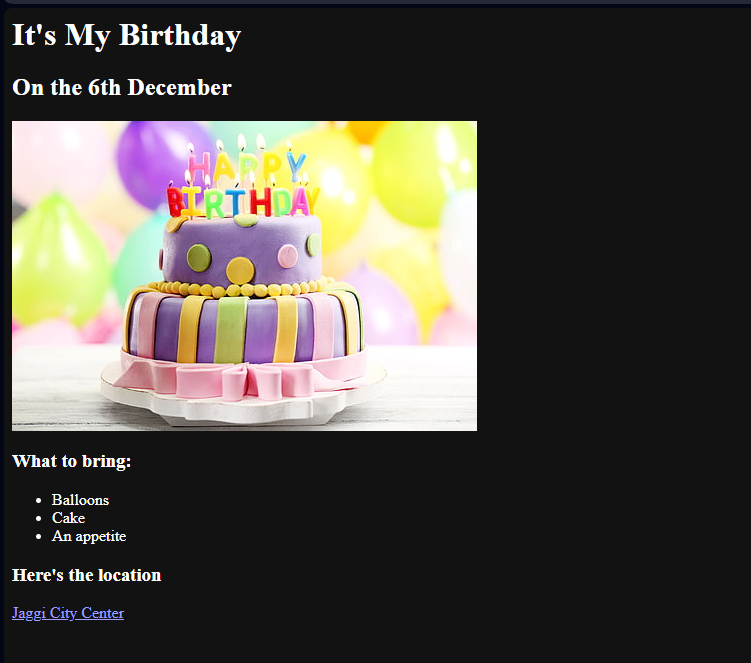 It's My Birthday
On the 6th December
HAPPY
BIRTHDAY
What to bring:
Balloons
Cake
An appetite
Here's the location
Jaggi City Center